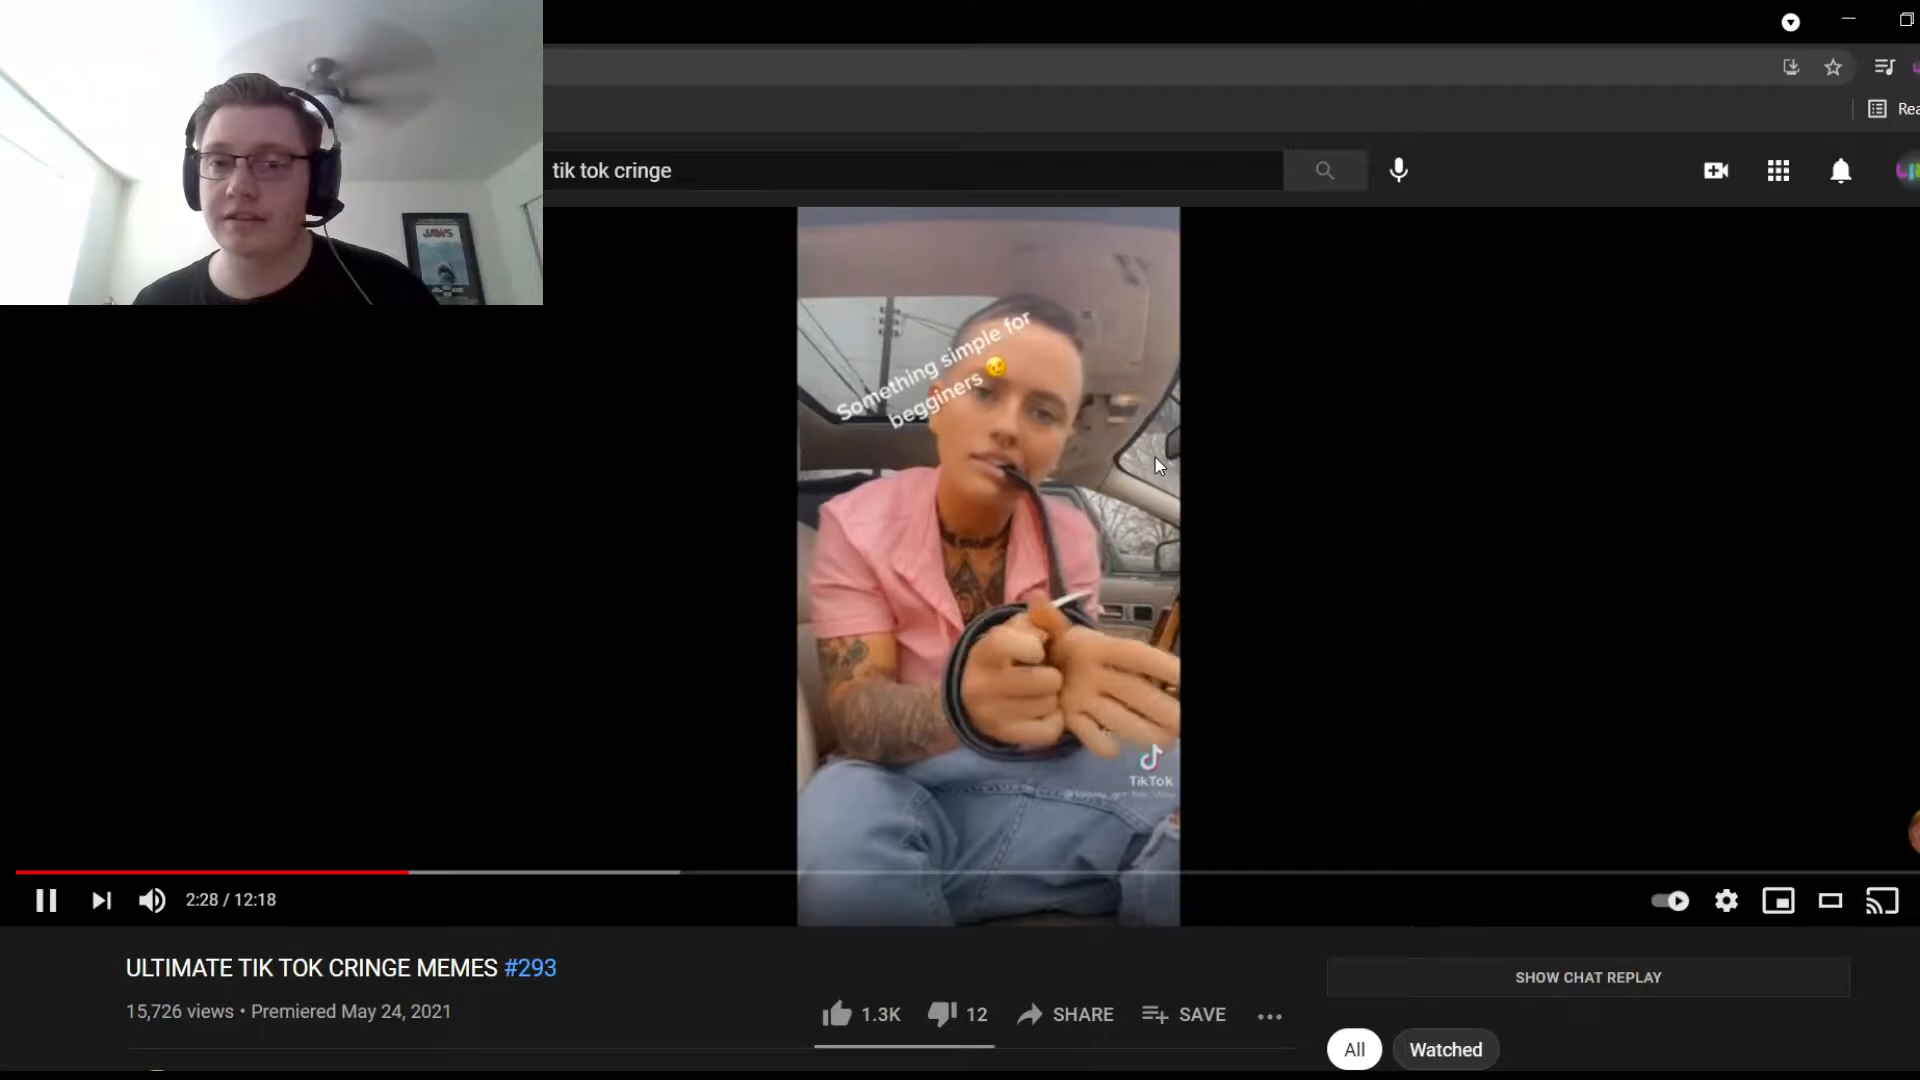 JAWS
Rea
tik tok cringe
Something simple for
begginers 😉
TikTok
2:28 / 12:18
ULTIMATE TIK TOK CRINGE MEMES #293
15,726 views • Premiered May 24, 2021
1.3K
12
SHARE
SAVE
SHOW CHAT REPLAY
All
Watched